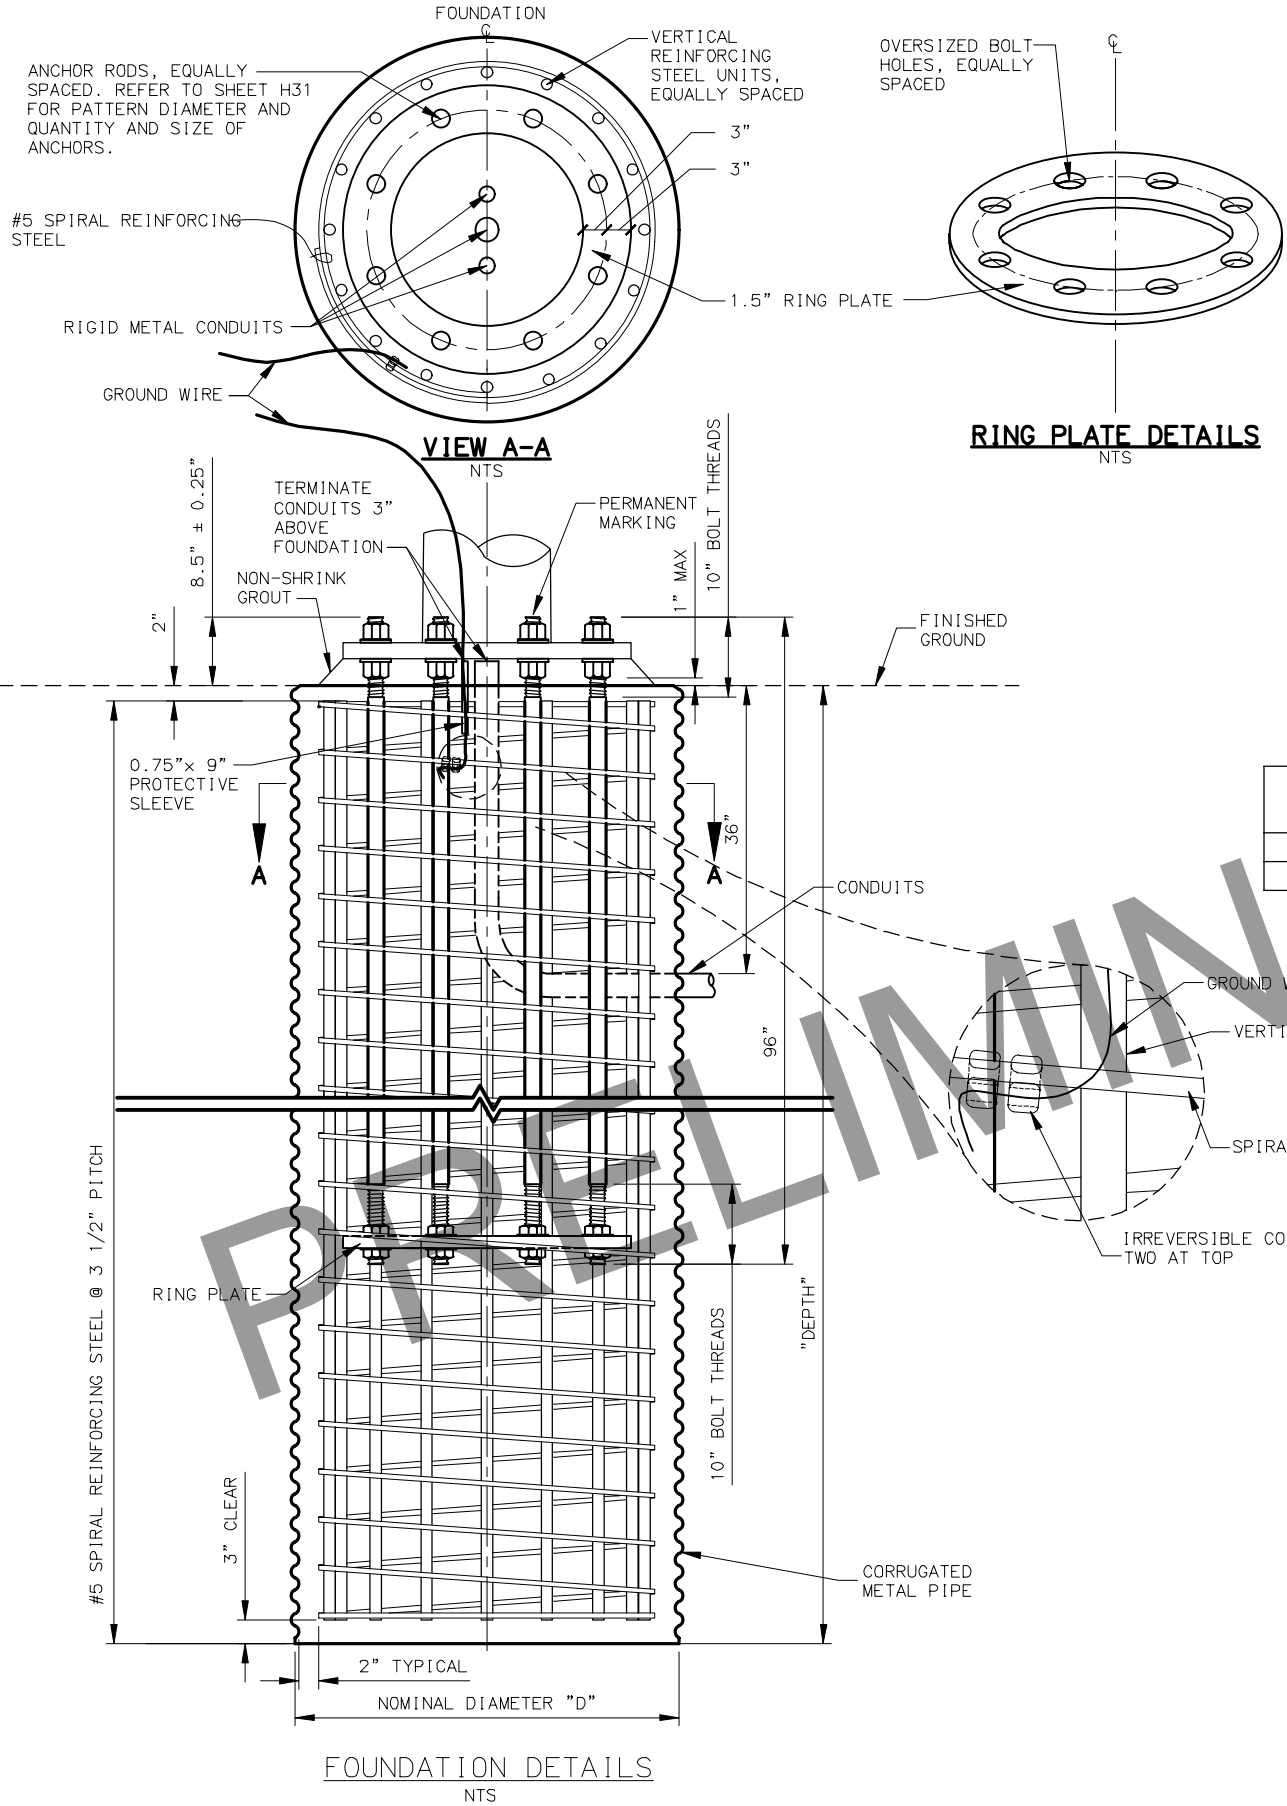 FOUNDATION
℄
ANCHOR RODS, EQUALLY
SPACED. REFER TO SHEET H31
FOR PATTERN DIAMETER AND
QUANTITY AND SIZE OF
ANCHORS.
VERTICAL
REINFORCING
STEEL UNITS,
EQUALLY SPACED
3"
3"
#5 SPIRAL REINFORCING
STEEL
RIGID METAL CONDUITS
GROUND WIRE
1.5" RING PLATE
VIEW A-A
NTS
℄
OVERSIZED BOLT
HOLES, EQUALLY
SPACED
RING PLATE DETAILS
NTS
8.5" ± 0.25"
2"
TERMINATE
CONDUITS 3"
ABOVE
FOUNDATION
NON-SHRINK
GROUT
PERMANENT
MARKING
1" MAX
10" BOLT THREADS
FINISHED
GROUND
0.75"x 9"
PROTECTIVE
SLEEVE
A
A
36"
CONDUITS
96"
GROUND W
VERTI
SPIRA
IRREVERSIBLE CO
TWO AT TOP
#5 SPIRAL REINFORCING STEEL @ 3 1/2" PITCH
RING PLATE
"DEPTH"
10" BOLT THREADS
3" CLEAR
CORRUGATED
METAL PIPE
2" TYPICAL
NOMINAL DIAMETER "D"
FOUNDATION DETAILS
NTS
PRELIMIN